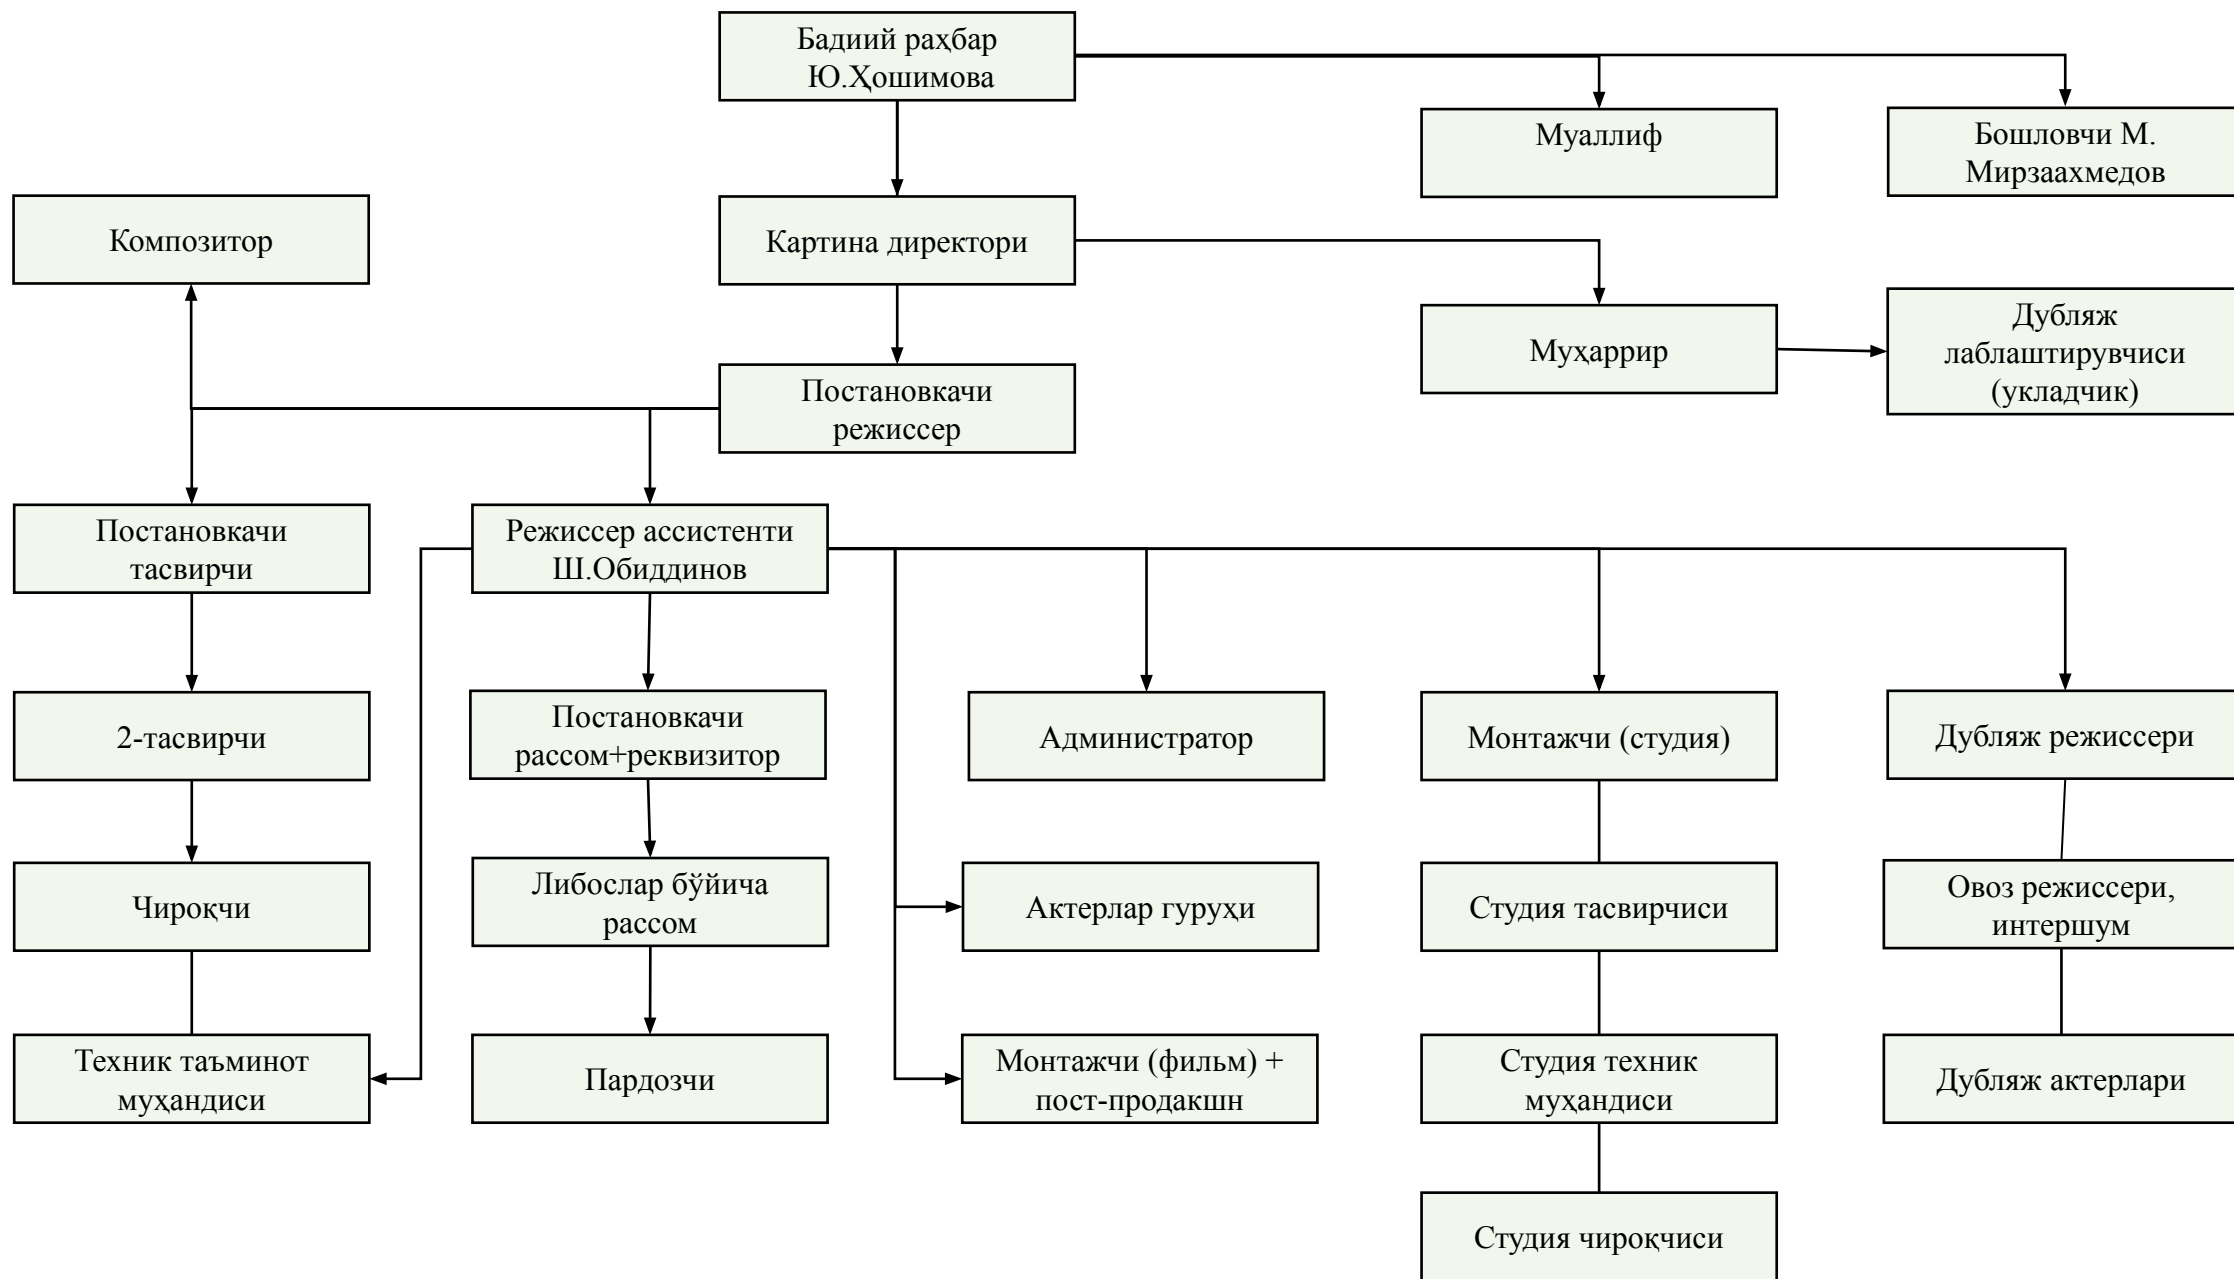 Бадиий раҳбар
Ю.Ҳошимова
Муаллиф
Бошловчи М.
Мирзаахмедов
Композитор
Картина директори
Муҳаррир
Дубляж
лаблаштирувчиси
(укладчик)
Постановкачи
режиссер
Постановкачи
тасвирчи
Режиссер ассистенти
Ш.Обиддинов
2-тасвирчи
Постановкачи
рассом+реквизитор
Администратор
Монтажчи (студия)
Дубляж режиссери
Чироқчи
Либослар бўйича
рассом
Актерлар гуруҳи
Студия тасвирчиси
Овоз режиссери,
интершум
Техник таъминот
муҳандиси
Пардозчи
Монтажчи (фильм) +
пост-продакшн
Студия техник
муҳандиси
Дубляж актерлари
Студия чироқчиси